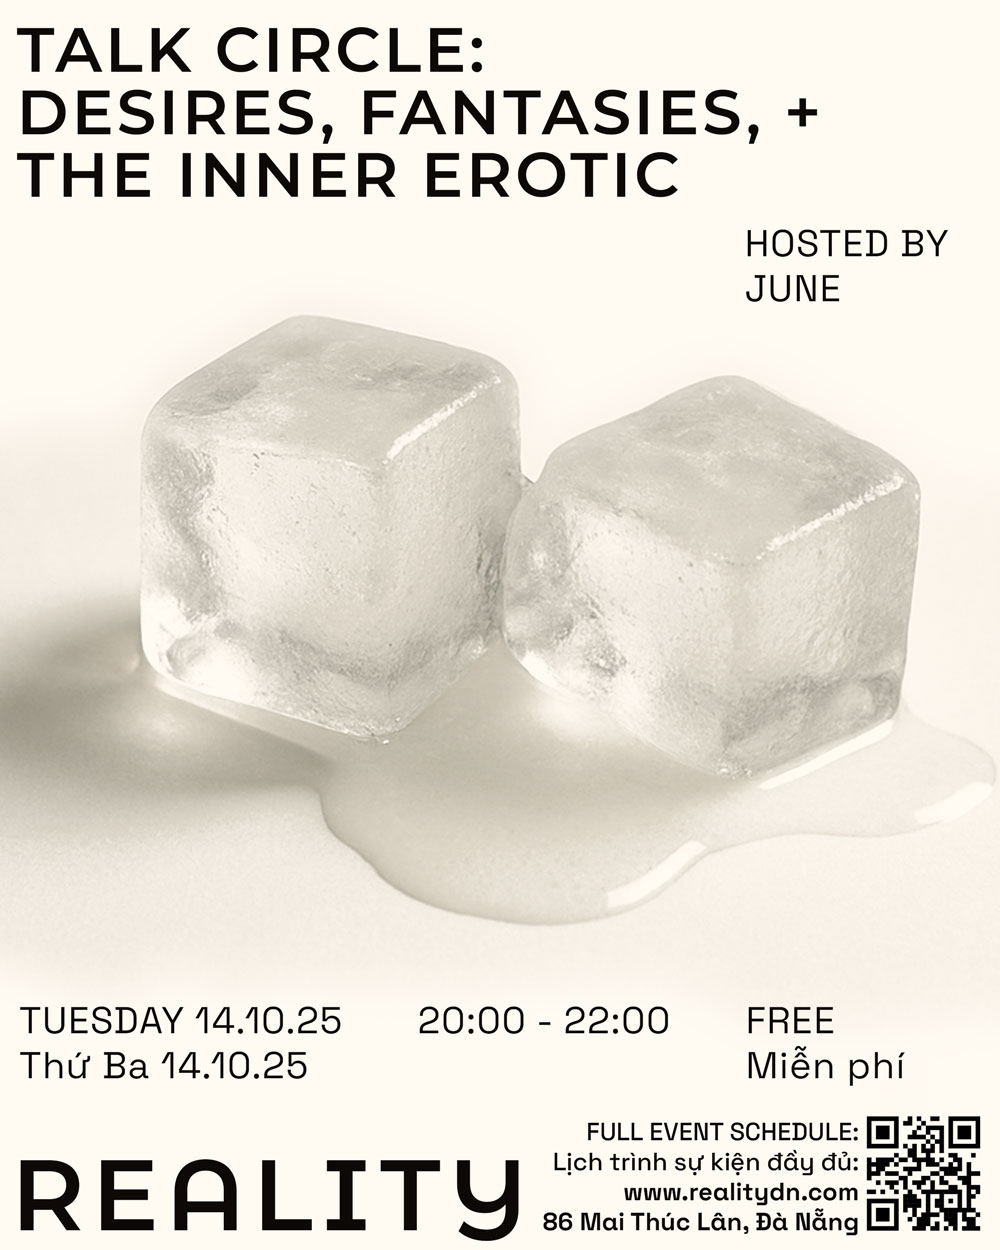 TALK CIRCLE:
DESIRES, FANTASIES, +
THE INNER EROTIC
HOSTED BY
JUNE
TUESDAY 14.10.25
Thứ Ba 14.10.25
20:00 - 22:00
FREE
Miễn phí
REALITY
FULL EVENT SCHEDULE:
Lịch trình sự kiện đầy đủ:
www.realitydn.com
86 Mai Thúc Lân, Đà Nẵng